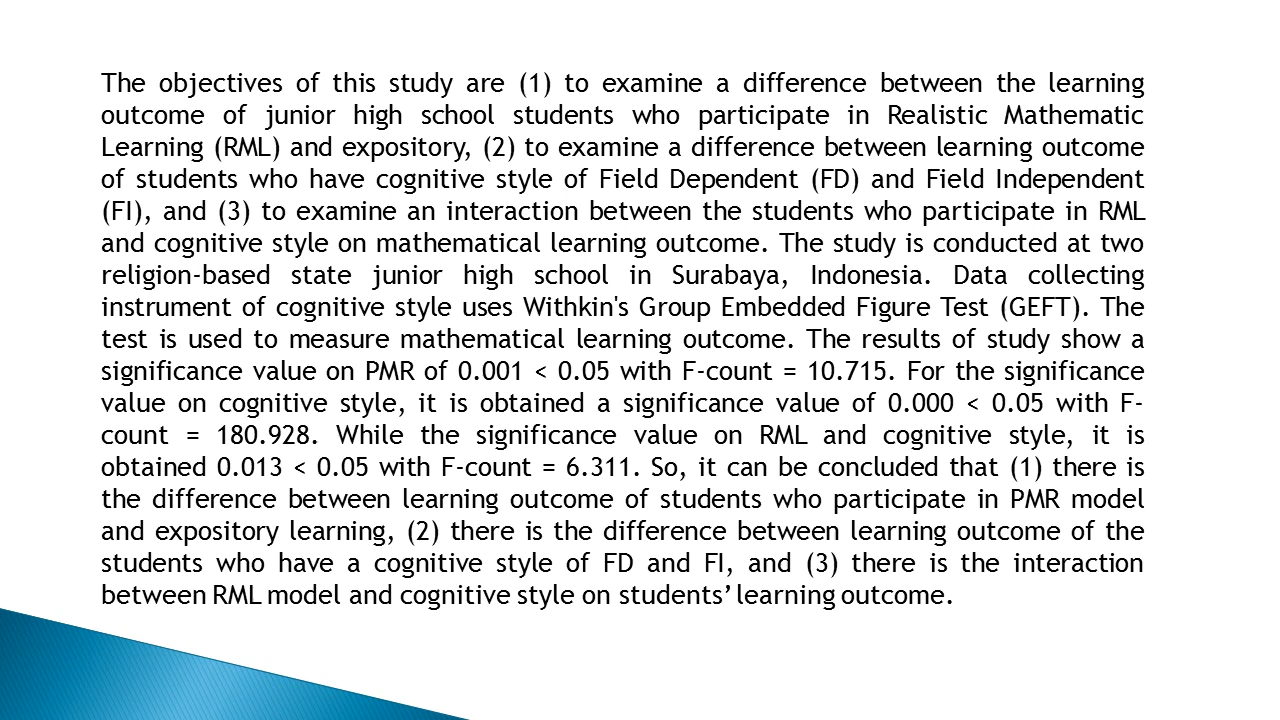 The objectives of this study are (1) to examine a difference between the learning
outcome of junior high school students who participate in Realistic Mathematic
Learning (RML) and expository, (2) to examine a difference between learning outcome
of students who have cognitive style of Field Dependent (FD) and Field Independent
(FI), and (3) to examine an interaction between the students who participate in RML
and cognitive style on mathematical learning outcome. The study is conducted at two
religion-based state junior high school in Surabaya, Indonesia. Data collecting
instrument of cognitive style uses Withkin's Group Embedded Figure Test (GEFT). The
test is used to measure mathematical learning outcome. The results of study show a
significance value on PMR of 0.001 < 0.05 with F-count = 10.715. For the significance
value on cognitive style, it is obtained a significance value of 0.000 < 0.05 with F-
count = 180.928. While the significance value on RML and cognitive style, it is
obtained 0.013 < 0.05 with F-count = 6.311. So, it can be concluded that (1) there is
the difference between learning outcome of students who participate in PMR model
and expository learning, (2) there is the difference between learning outcome of the
students who have a cognitive style of FD and FI, and (3) there is the interaction
between RML model and cognitive style on students’ learning outcome.